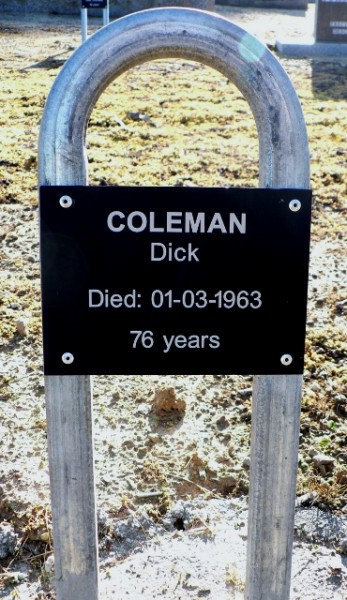 COLEMAN
Dick
Died: 01-03-1963
76 years